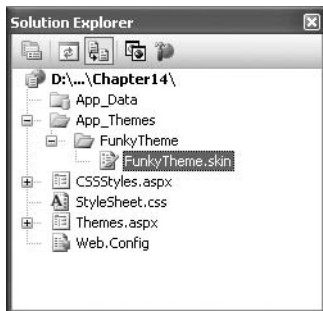 Solution Explorer
D:\...\Chapter14\
App_Data
App_Themes
FunkyTheme
FunkyTheme.skin
CSSStyles.aspx
StyleSheet.css
Themes.aspx
Web.Config